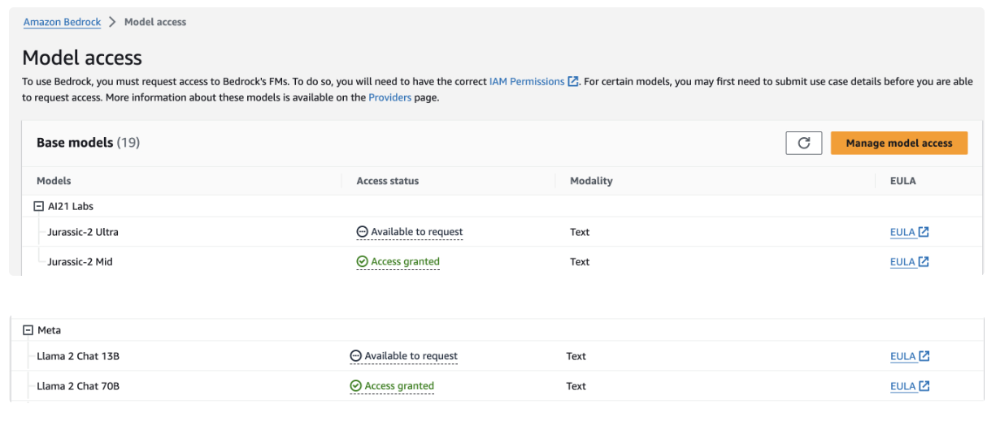 Amazon Bedrock > Model access
Model access
To use Bedrock, you must request access to Bedrock's FMs. To do so, you will need to have the correct IAM Permissions. For certain models, you may first need to submit use case details before you are able
to request access. More information about these models is available on the Providers page.
Base models (19) Manage model access
Models Access status Modality EULA
AI21 Labs
Jurassic-2 Ultra Available to request Text EULA
Jurassic-2 Mid Access granted Text EULA
Meta
Llama 2 Chat 13B Available to request Text EULA
Llama 2 Chat 70B Access granted Text EULA